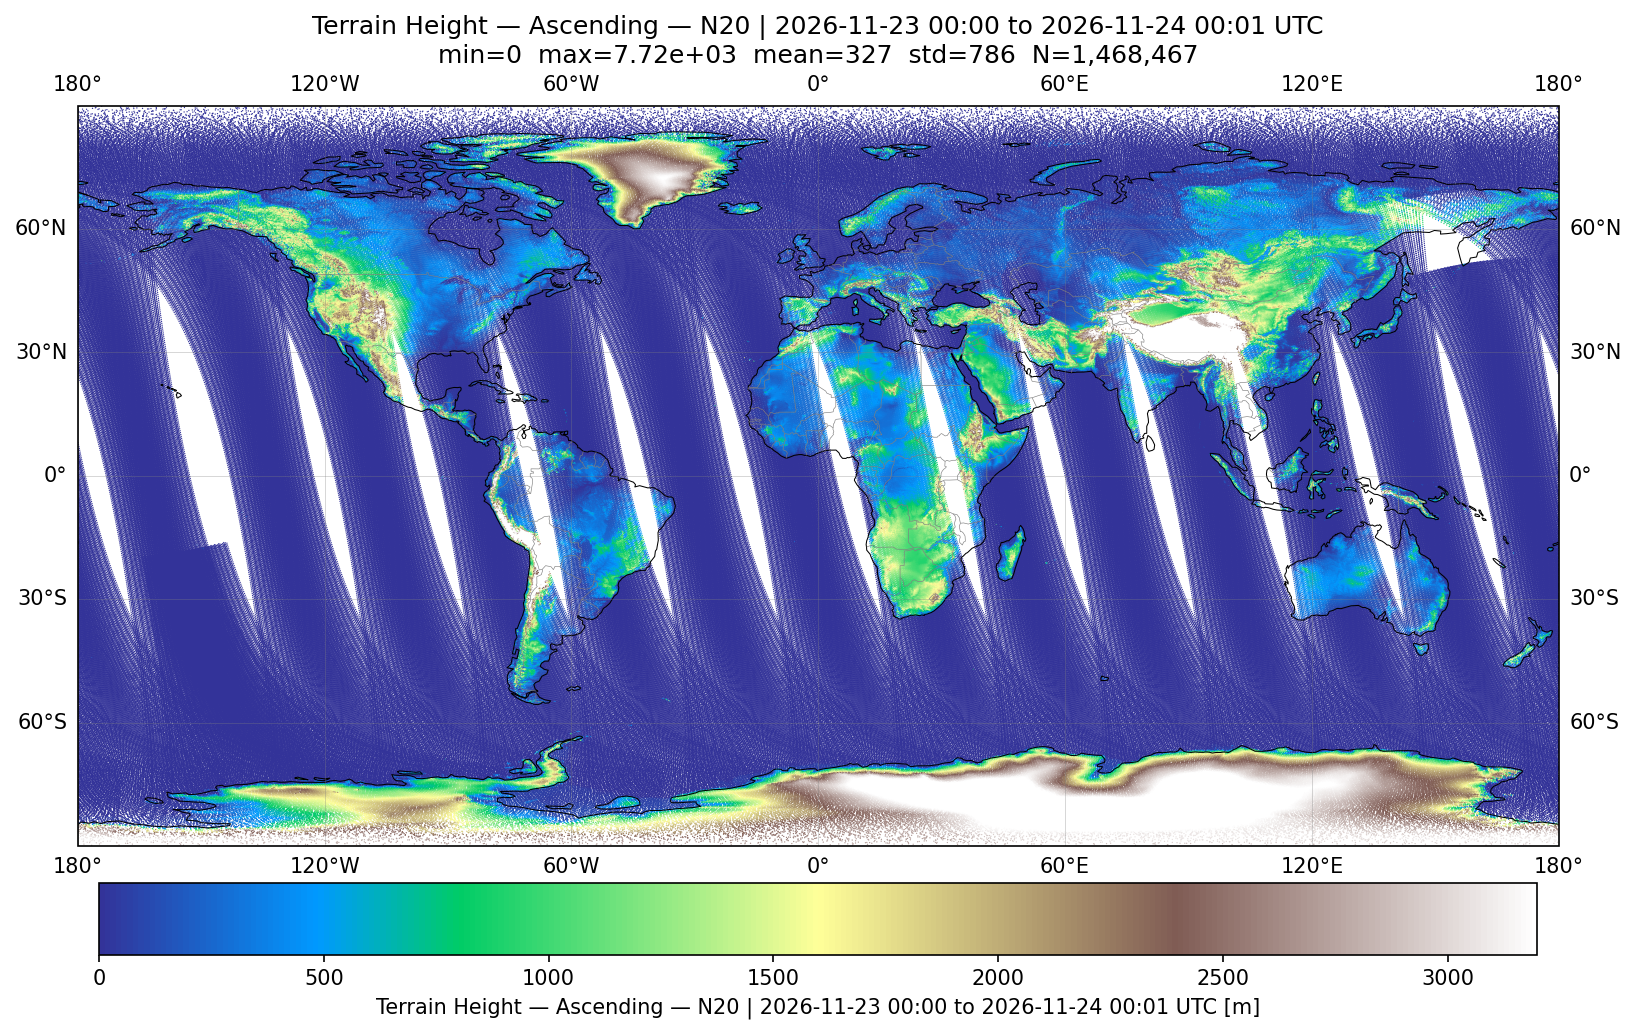 Terrain Height — Ascending — N20 | 2026-11-23 00:00 to 2026-11-24 00:01 UTC
min=0 max=7.72e+03 mean=327 std=786 N=1,468,467
180° 120°W 60°W 0° 60°E 120°E 180°
60°N 60°N
30°N 30°N
0° 0°
30°S 30°S
60°S 60°S
180° 120°W 60°W 0° 60°E 120°E 180°
0 500 1000 1500 2000 2500 3000
Terrain Height — Ascending — N20 | 2026-11-23 00:00 to 2026-11-24 00:01 UTC [m]